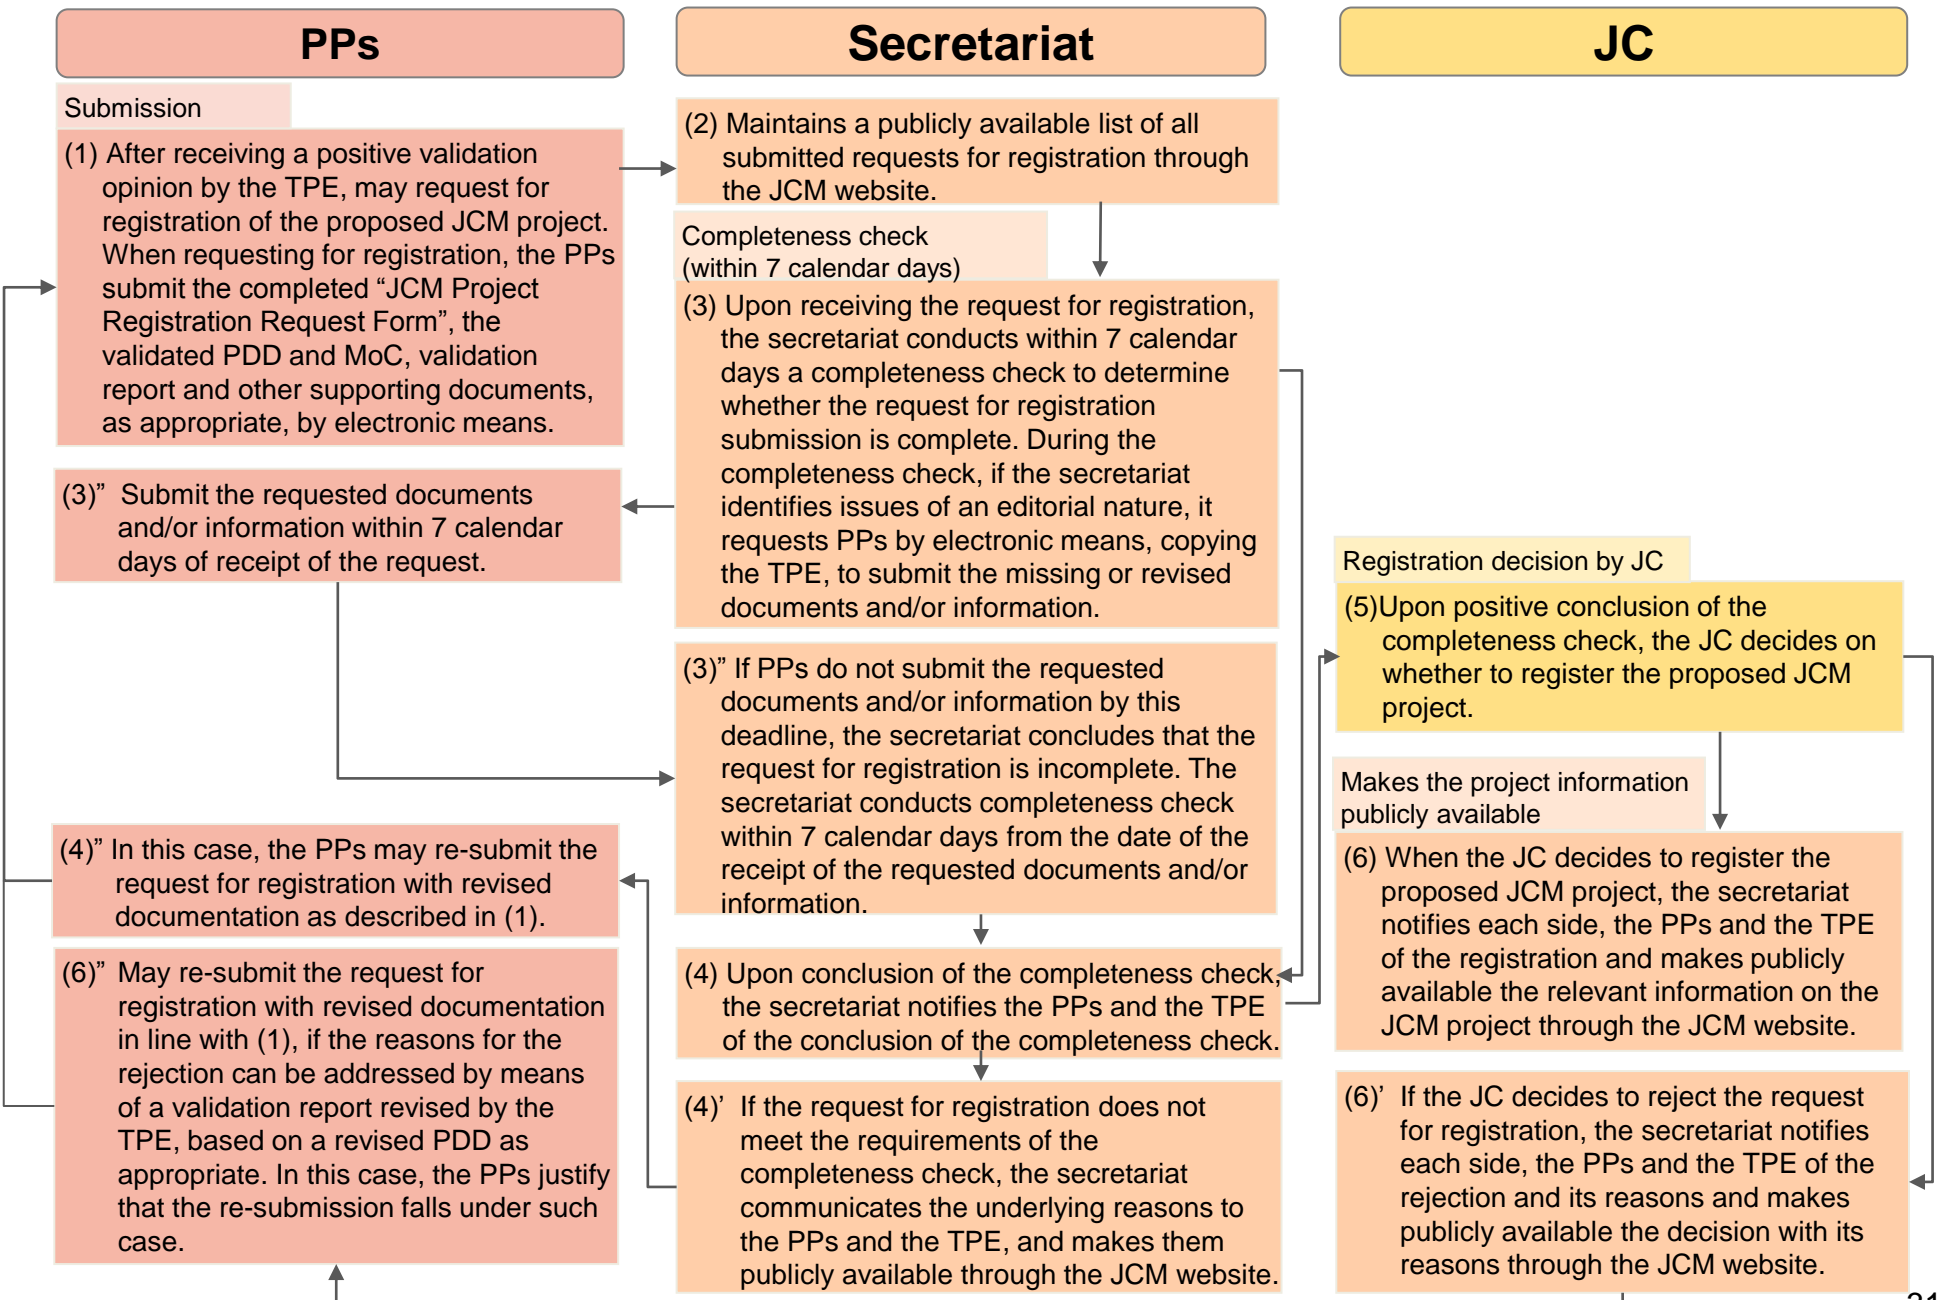 PPs
Secretariat
JC
Submission
(1) After receiving a positive validation
opinion by the TPE, may request for
registration of the proposed JCM project.
When requesting for registration, the PPs
submit the completed “JCM Project
Registration Request Form”, the
validated PDD and MoC, validation
report and other supporting documents,
as appropriate, by electronic means.
(3)” Submit the requested documents
and/or information within 7 calendar
days of receipt of the request.
(4)” In this case, the PPs may re-submit the
request for registration with revised
documentation as described in (1).
(6)” May re-submit the request for
registration with revised documentation
in line with (1), if the reasons for the
rejection can be addressed by means
of a validation report revised by the
TPE, based on a revised PDD as
appropriate. In this case, the PPs justify
that the re-submission falls under such
case.
(2) Maintains a publicly available list of all
submitted requests for registration through
the JCM website.
Completeness check
(within 7 calendar days)
(3) Upon receiving the request for registration,
the secretariat conducts within 7 calendar
days a completeness check to determine
whether the request for registration
submission is complete. During the
completeness check, if the secretariat
identifies issues of an editorial nature, it
requests PPs by electronic means, copying
the TPE, to submit the missing or revised
documents and/or information.
(3)” If PPs do not submit the requested
documents and/or information by this
deadline, the secretariat concludes that the
request for registration is incomplete. The
secretariat conducts completeness check
within 7 calendar days from the date of the
receipt of the requested documents and/or
information.
(4) Upon conclusion of the completeness check,
the secretariat notifies the PPs and the TPE
of the conclusion of the completeness check.
(4)’ If the request for registration does not
meet the requirements of the
completeness check, the secretariat
communicates the underlying reasons to
the PPs and the TPE, and makes them
publicly available through the JCM website.
Registration decision by JC
(5)Upon positive conclusion of the
completeness check, the JC decides on
whether to register the proposed JCM
project.
Makes the project information
publicly available
(6) When the JC decides to register the
proposed JCM project, the secretariat
notifies each side, the PPs and the TPE
of the registration and makes publicly
available the relevant information on the
JCM project through the JCM website.
(6)’ If the JC decides to reject the request
for registration, the secretariat notifies
each side, the PPs and the TPE of the
rejection and its reasons and makes
publicly available the decision with its
reasons through the JCM website.